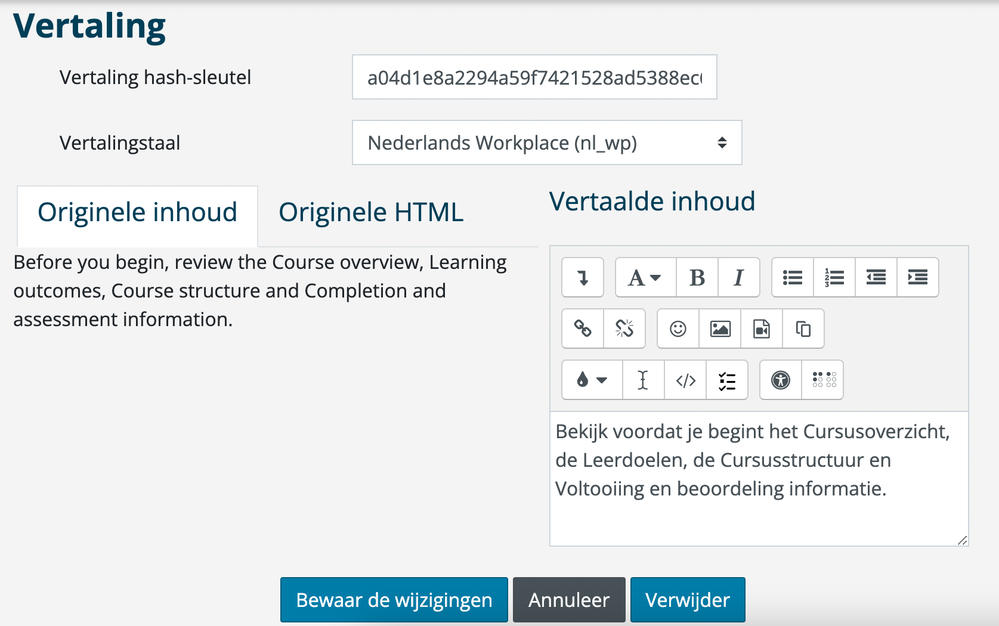 Vertaling
Vertaling hash-sleutel
a04d1e8a2294a59f7421528ad5388ec
Vertalingstaal
Nederlands Workplace (nl_wp)
Originele inhoud
Originele HTML
Before you begin, review the Course overview, Learning
outcomes, Course structure and Completion and
assessment information.
Vertaalde inhoud
A
B
I
Bekijk voordat je begint het Cursusoverzicht,
de Leerdoelen, de Cursusstructuur en
Voltooiing en beoordeling informatie.
Bewaar de wijzigingen
Annuleer
Verwijder